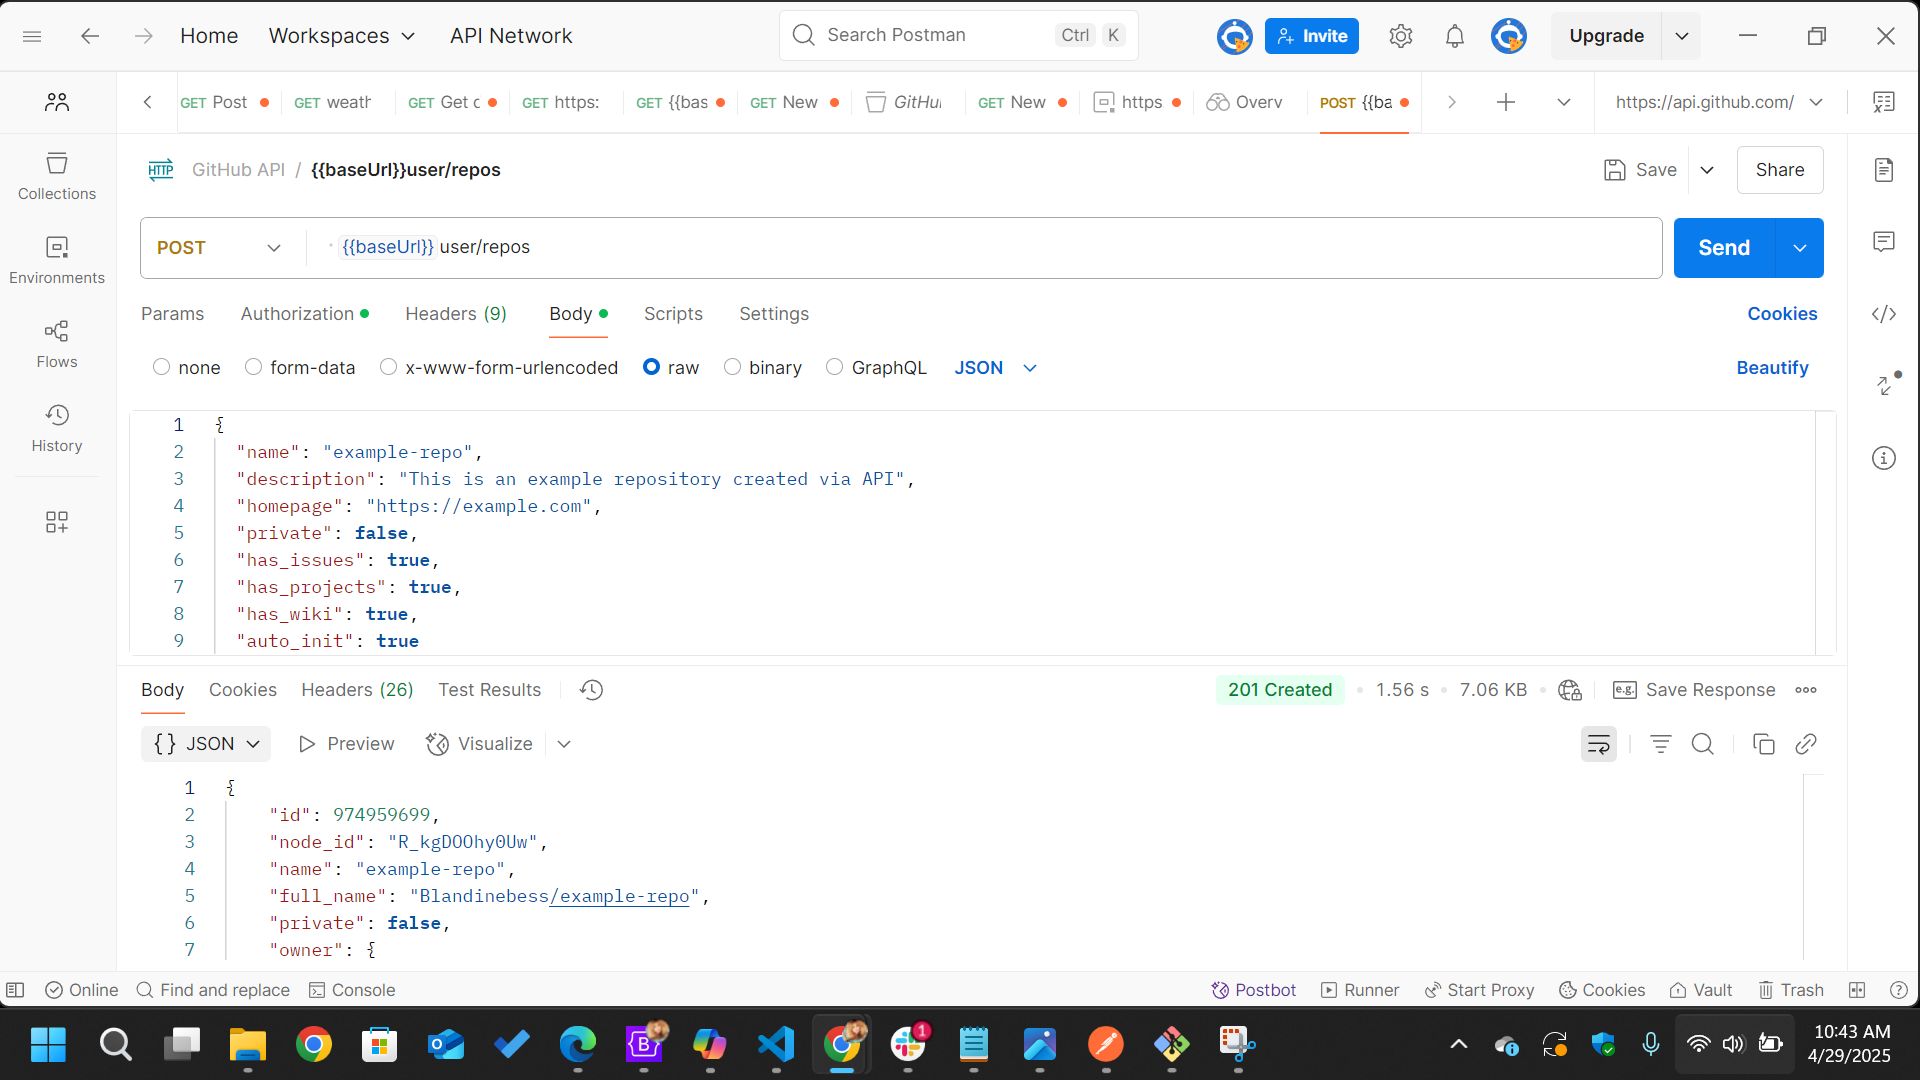 Home Workspaces API Network Search Postman Ctrl K Invite Upgrade
GET Post GET weath GET Get c GET https: GET {{bas GET New GitHu GET New https Overv POST {{ba https://api.github.com/
HTTP GitHub API / {{baseUrl}}user/repos Save Share
Collections
POST {{baseUrl}} user/repos Send
Environments
Params Authorization Headers (9) Body Scripts Settings Cookies
Flows
none form-data x-www-form-urlencoded raw binary GraphQL JSON Beautify
History
1 {
2 "name": "example-repo",
3 "description": "This is an example repository created via API",
4 "homepage": "https://example.com",
5 "private": false,
6 "has_issues": true,
7 "has_projects": true,
8 "has_wiki": true,
9 "auto_init": true
Body Cookies Headers (26) Test Results 201 Created 1.56 s 7.06 KB e.g. Save Response
{} JSON Preview Visualize
1 {
2 "id": 974959699,
3 "node_id": "R_kgDOOhy0Uw",
4 "name": "example-repo",
5 "full_name": "Blandinebess/example-repo",
6 "private": false,
7 "owner": {
Online Find and replace Console Postbot Runner Start Proxy Cookies Vault Trash
1
10:43 AM
4/29/2025